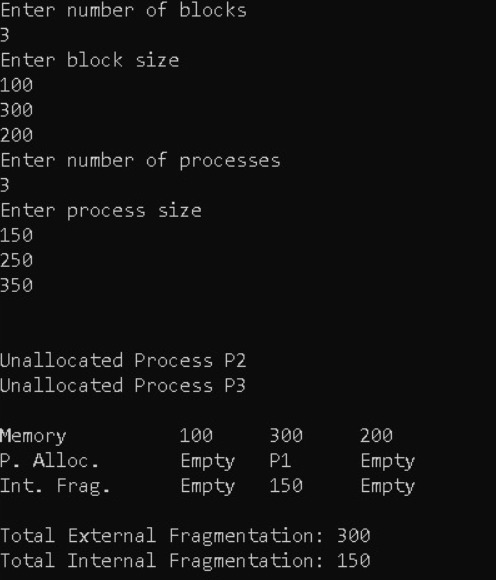 Enter number of blocks
3
Enter block size
100
300
200
Enter number of processes
3
Enter process size
150
250
350
Unallocated Process P2
Unallocated Process P3
Memory 100 300 200
P. Alloc. Empty P1 Empty
Int. Frag. Empty 150 Empty
Total External Fragmentation: 300
Total Internal Fragmentation: 150